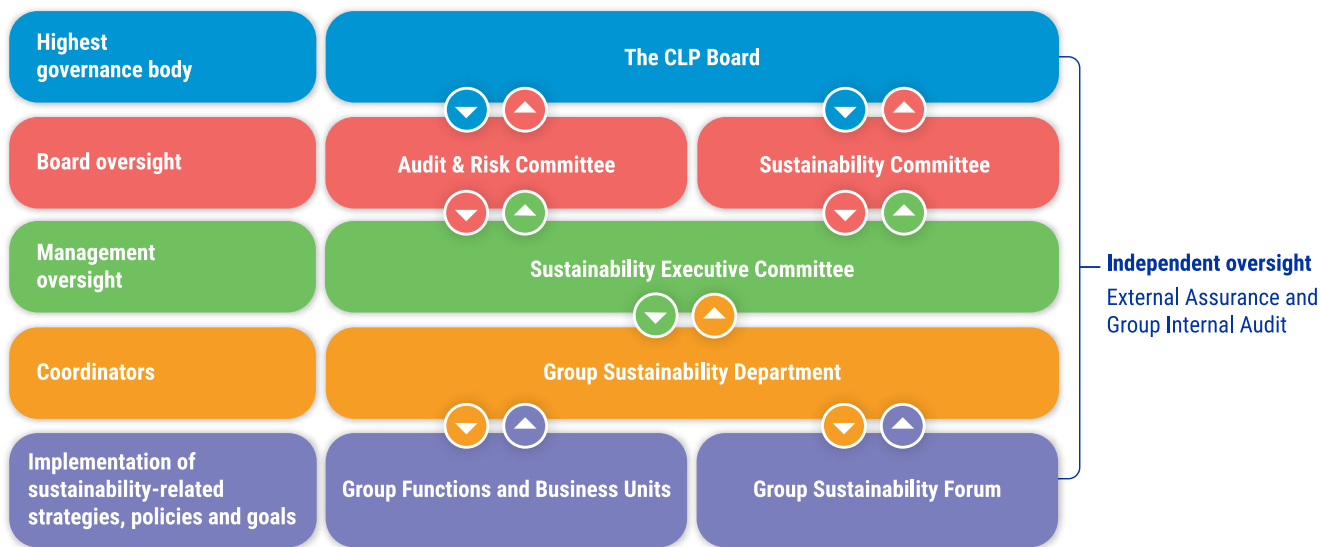 Highest
governance body
The CLP Board
Board oversight
Audit & Risk Committee
Sustainability Committee
Management
oversight
Sustainability Executive Committee
Coordinators
Group Sustainability Department
Implementation of
sustainability-related
strategies, policies and goals
Group Functions and Business Units
Group Sustainability Forum
Independent oversight
External Assurance and
Group Internal Audit